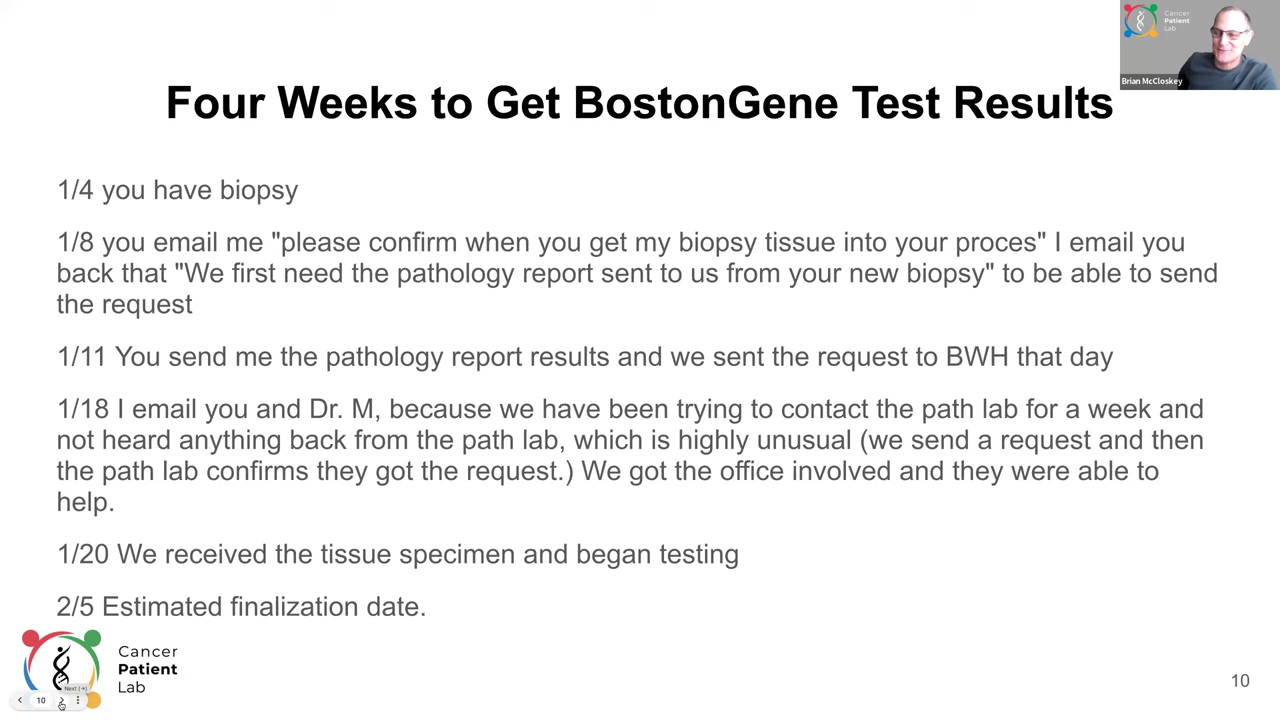 Cancer
Patient
Lab
Brian McCloskey
Four Weeks to Get BostonGene Test Results
1/4 you have biopsy
1/8 you email me "please confirm when you get my biopsy tissue into your proces" I email you
back that "We first need the pathology report sent to us from your new biopsy" to be able to send
the request
1/11 You send me the pathology report results and we sent the request to BWH that day
1/18 I email you and Dr. M, because we have been trying to contact the path lab for a week and
not heard anything back from the path lab, which is highly unusual (we send a request and then
the path lab confirms they got the request.) We got the office involved and they were able to
help.
1/20 We received the tissue specimen and began testing
2/5 Estimated finalization date.
Cancer
Patient
Lab
Next (→)
10
10